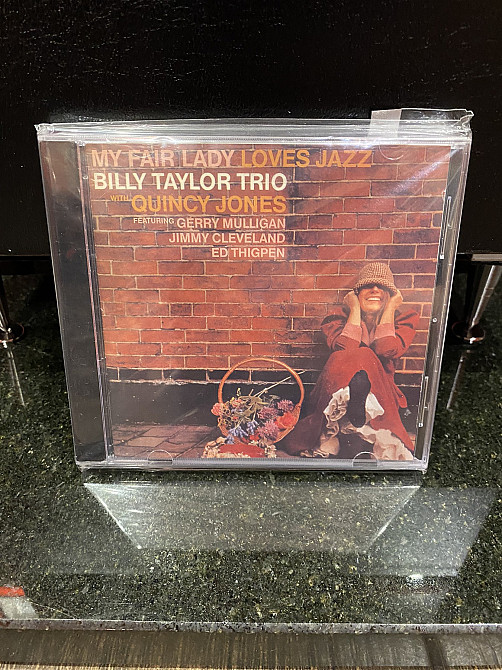 MY FAIR LADY LOVES JAZZ
BILLY TAYLOR TRIO
WITH QUINCY JONES
FEATURING GERRY MULLIGAN
JIMMY CLEVELAND
ED THIGPEN